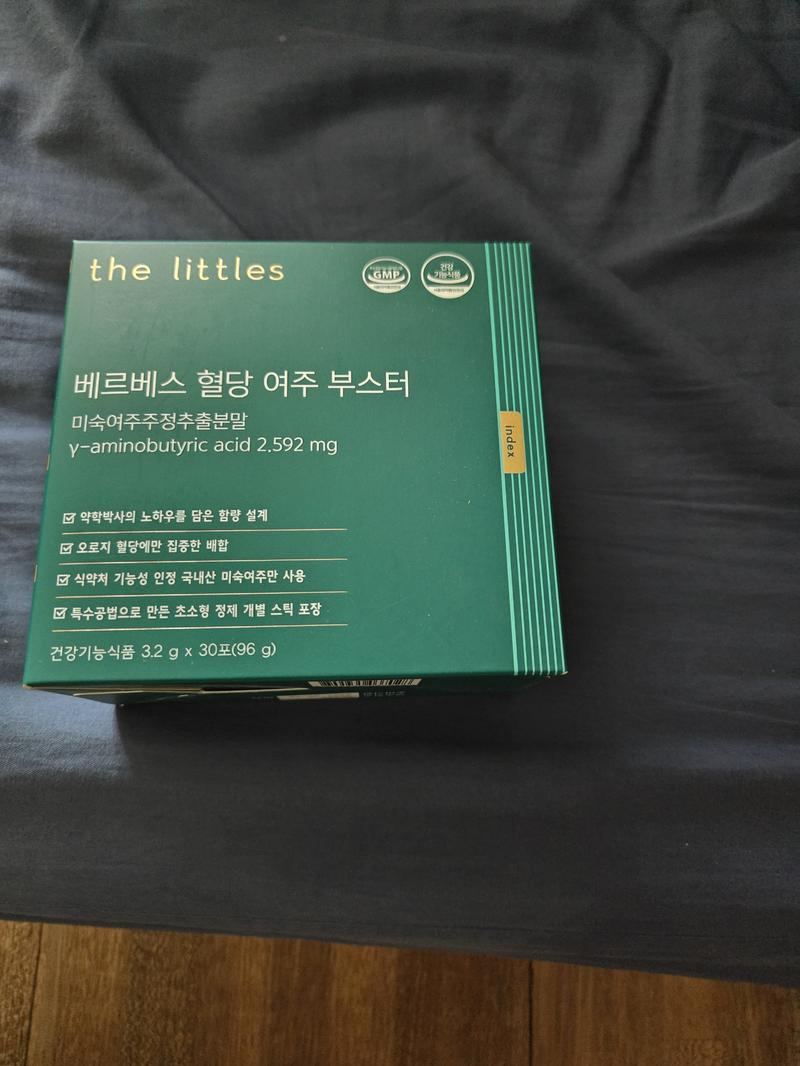 the littles
GMP
건강
기능식품
베르베스 혈당 여주 부스터
미숙여주주정추출분말
γ-aminobutyric acid 2,592 mg
index
약학박사의 노하우를 담은 함량 설계
오로지 혈당에만 집중한 배합
식약처 기능성 인정 국내산 미숙여주만 사용
특수공법으로 만든 초소형 정제 개별 스틱 포장
건강기능식품 3.2 g x 30포(96 g)